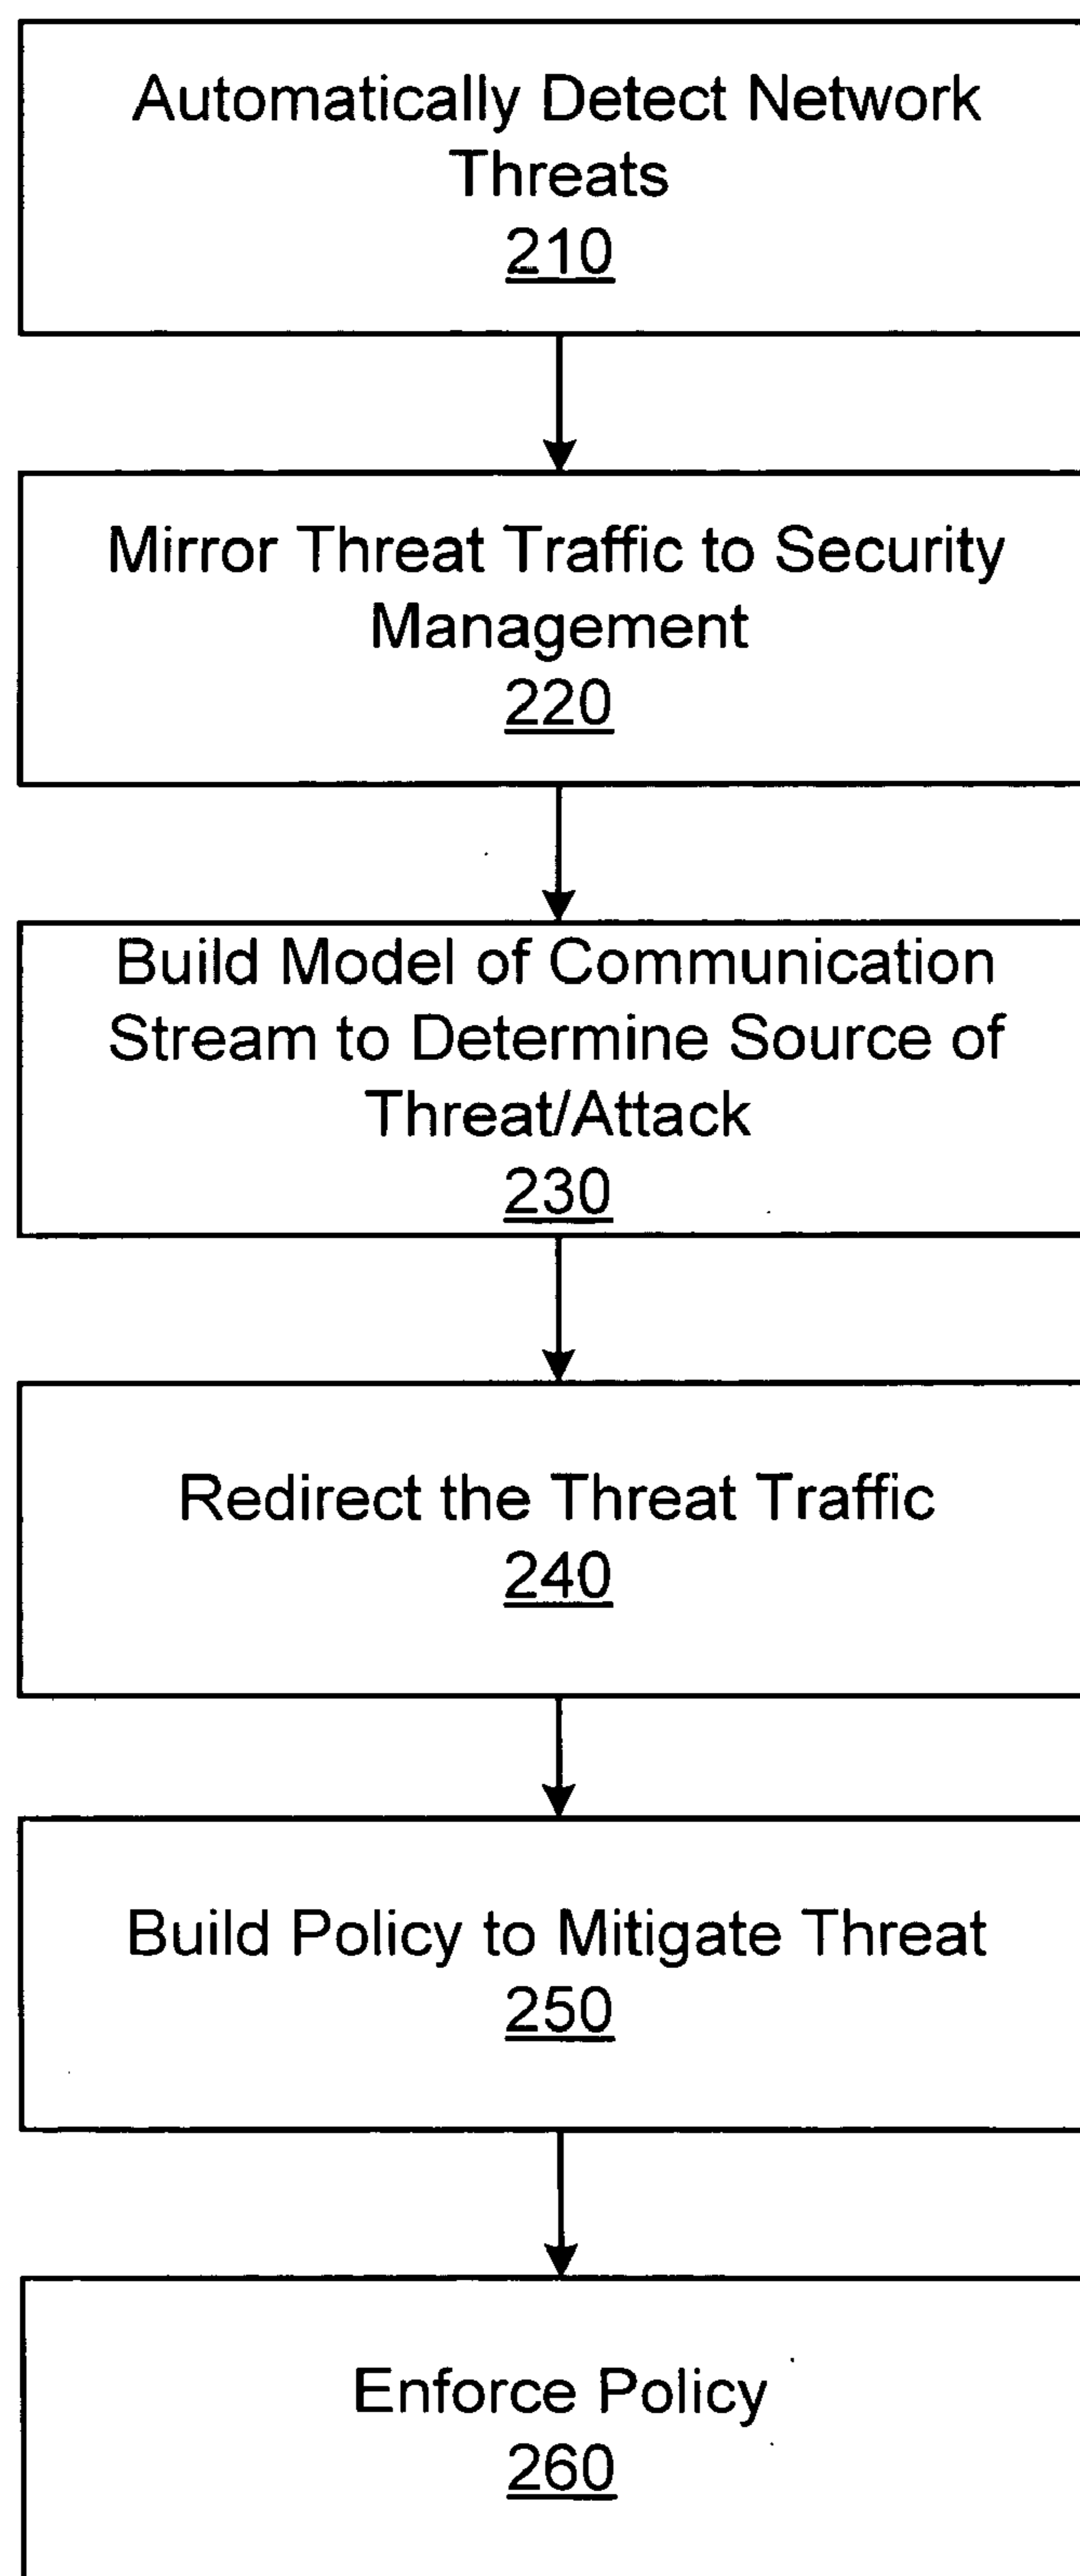 Automatically Detect Network
Threats
210
Mirror Threat Traffic to Security
Management
220
Build Model of Communication
Stream to Determine Source of
Threat/Attack
230
Redirect the Threat Traffic
240
Build Policy to Mitigate Threat
250
Enforce Policy
260